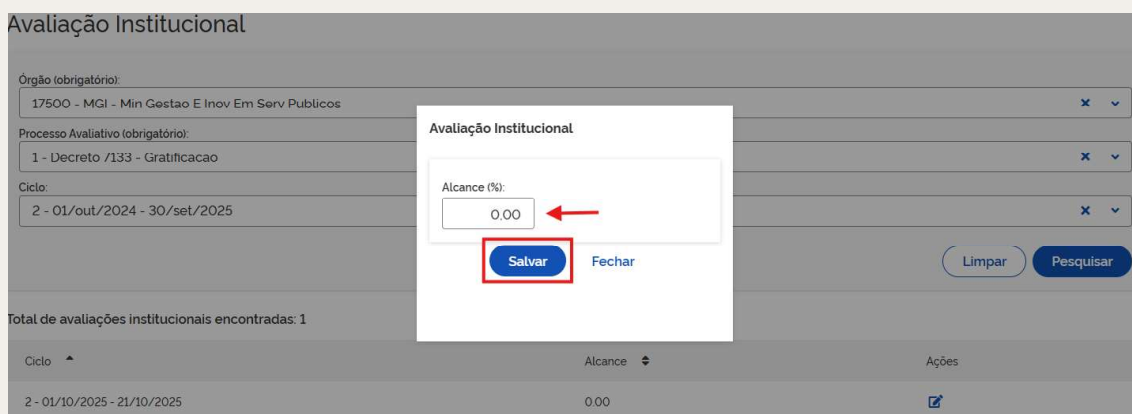 Avaliação Institucional
Órgão (obrigatório):
17500 - MGI - Min Gestao E Inov Em Serv Publicos
Processo Avaliativo (obrigatório):
1 - Decreto 7133 - Gratificacao
Ciclo:
2 - 01/out/2024 - 30/set/2025
Avaliação Institucional
Alcance (%):
0,00
Salvar Fechar
Limpar Pesquisar
Total de avaliações institucionais encontradas: 1
Ciclo Alcance Ações
2 - 01/10/2025 - 21/10/2025 0.00